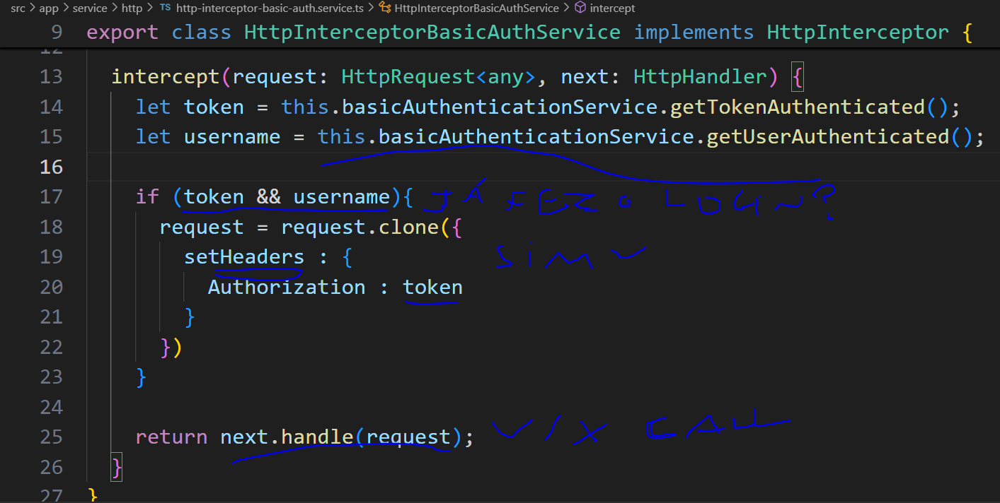 src > app > service > http > TS http-interceptor-basic-auth.service.ts > HttpInterceptorBasicAuthService > intercept
9 export class HttpInterceptorBasicAuthService implements HttpInterceptor {
12
13 intercept(request: HttpRequest<any>, next: HttpHandler) {
14 let token = this.basicAuthenticationService.getTokenAuthenticated();
15 let username = this.basicAuthenticationService.getUserAuthenticated();
16
17 if (token && username){ JÁ FEZ O LOGIN?
18 request = request.clone({
19 setHeaders : { SIM
20 Authorization : token
21 }
22 })
23 }
24
25 return next.handle(request); V/X
26 }
27 }